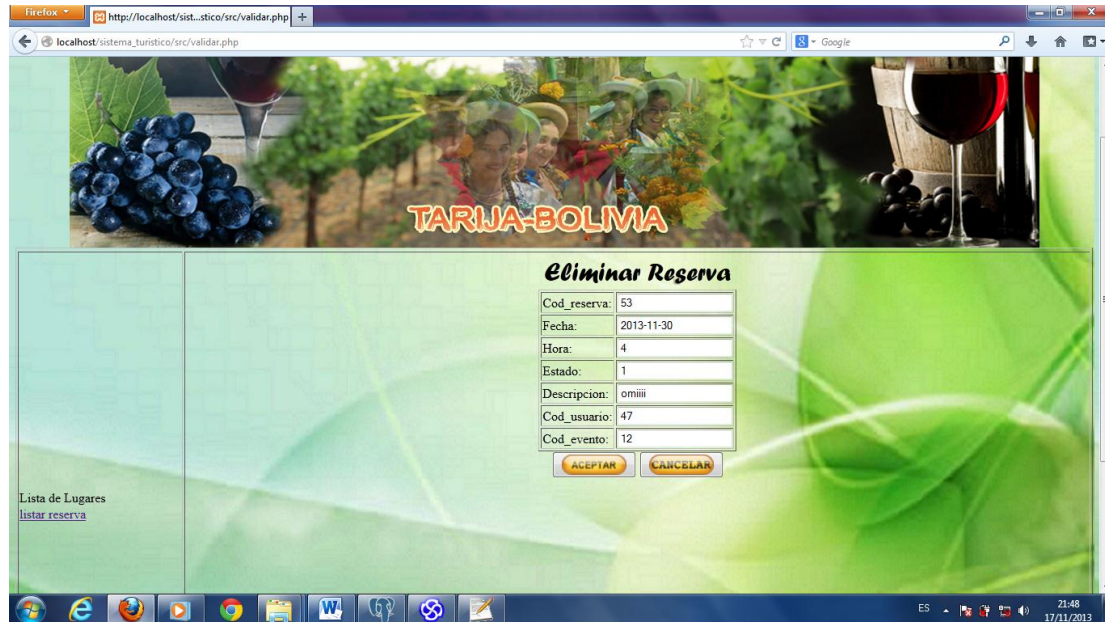 Firefox
http://localhost/sist...stico/src/validar.php
localhost/sistema_turistico/src/validar.php
Google
TARIJA-BOLIVIA
Eliminar Reserva
Cod_reserva: 53
Fecha: 2013-11-30
Hora: 4
Estado: 1
Descripcion: omiiii
Cod_usuario: 47
Cod_evento: 12
ACEPTAR CANCELAR
Lista de Lugares
listar reserva
ES 21:48
17/11/2013